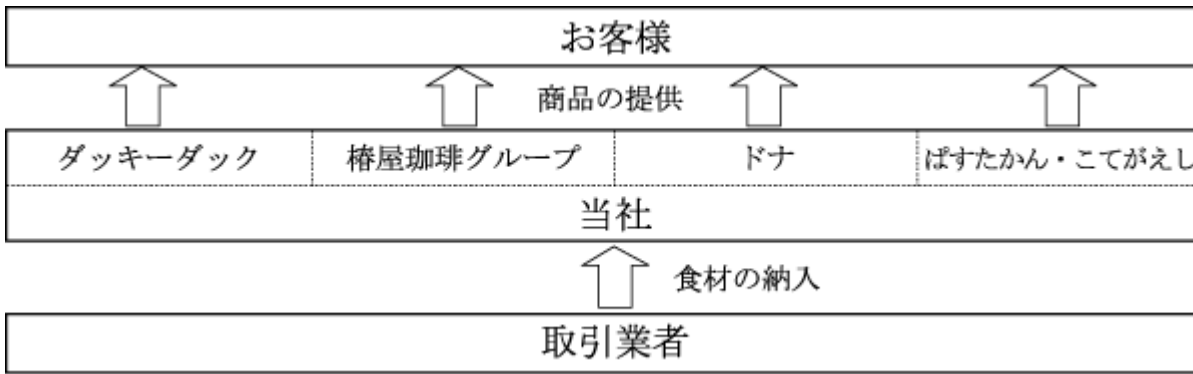 お客様
商品の提供
ダッキーダック 椿屋珈琲グループ ドナ ぱすたかん・こてがえし
当社
食材の納入
取引業者